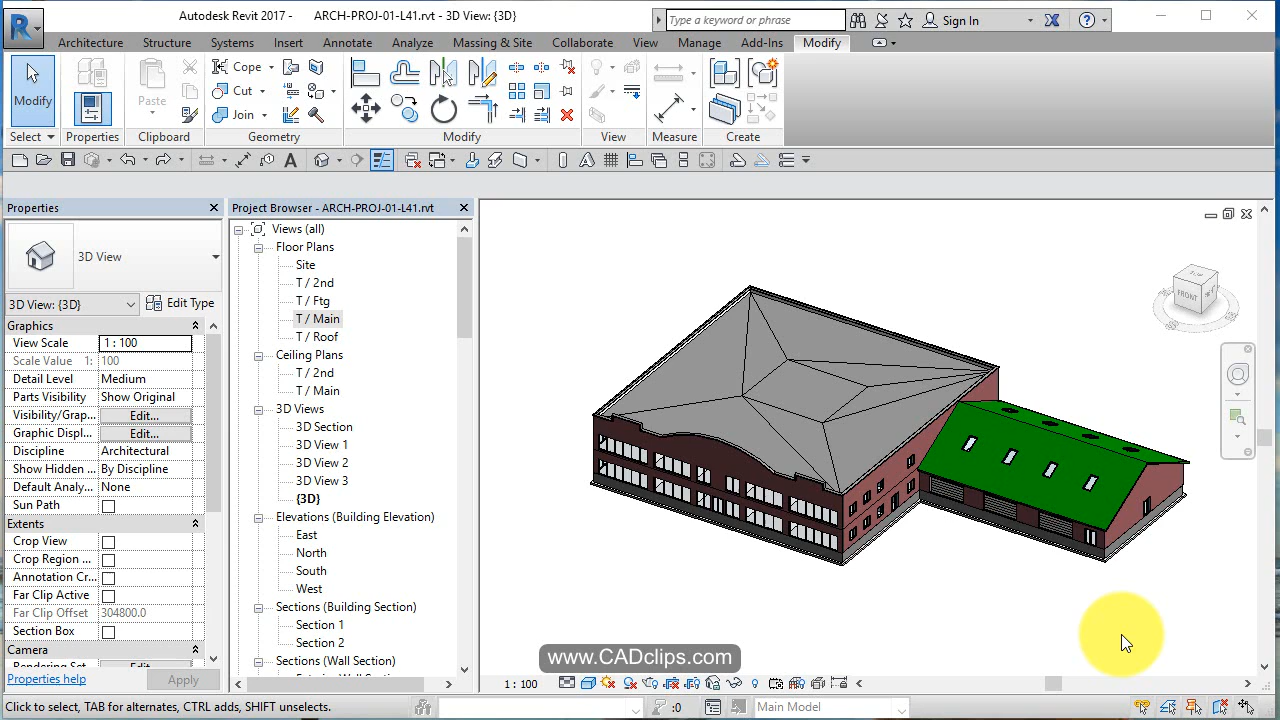 Autodesk Revit 2017 - ARCH-PROJ-01-L41.rvt - 3D View: {3D}
Type a keyword or phrase
Sign In
Architecture Structure Systems Insert Annotate Analyze Massing & Site Collaborate View Manage Add-Ins Modify
Modify
Paste
Cope
Cut
Join
Select Properties Clipboard Geometry Modify View Measure Create
Properties
3D View
3D View: {3D}
Edit Type
Graphics
View Scale 1 : 100
Scale Value 1: 100
Detail Level Medium
Parts Visibility Show Original
Visibility/Grap... Edit...
Graphic Displ... Edit...
Discipline Architectural
Show Hidden ... By Discipline
Default Analy... None
Sun Path
Extents
Crop View
Crop Region ...
Annotation Cr...
Far Clip Active
Far Clip Offset 304800.0
Section Box
Camera
Properties help
Apply
Project Browser - ARCH-PROJ-01-L41.rvt
Views (all)
Floor Plans
Site
T / 2nd
T / Ftg
T / Main
T / Roof
Ceiling Plans
T / 2nd
T / Main
3D Views
3D Section
3D View 1
3D View 2
3D View 3
{3D}
Elevations (Building Elevation)
East
North
South
West
Sections (Building Section)
Section 1
Section 2
Sections (Wall Section)
FRONT
www.CADclips.com
1 : 100
Click to select, TAB for alternates, CTRL adds, SHIFT unselects.
:0
Main Model